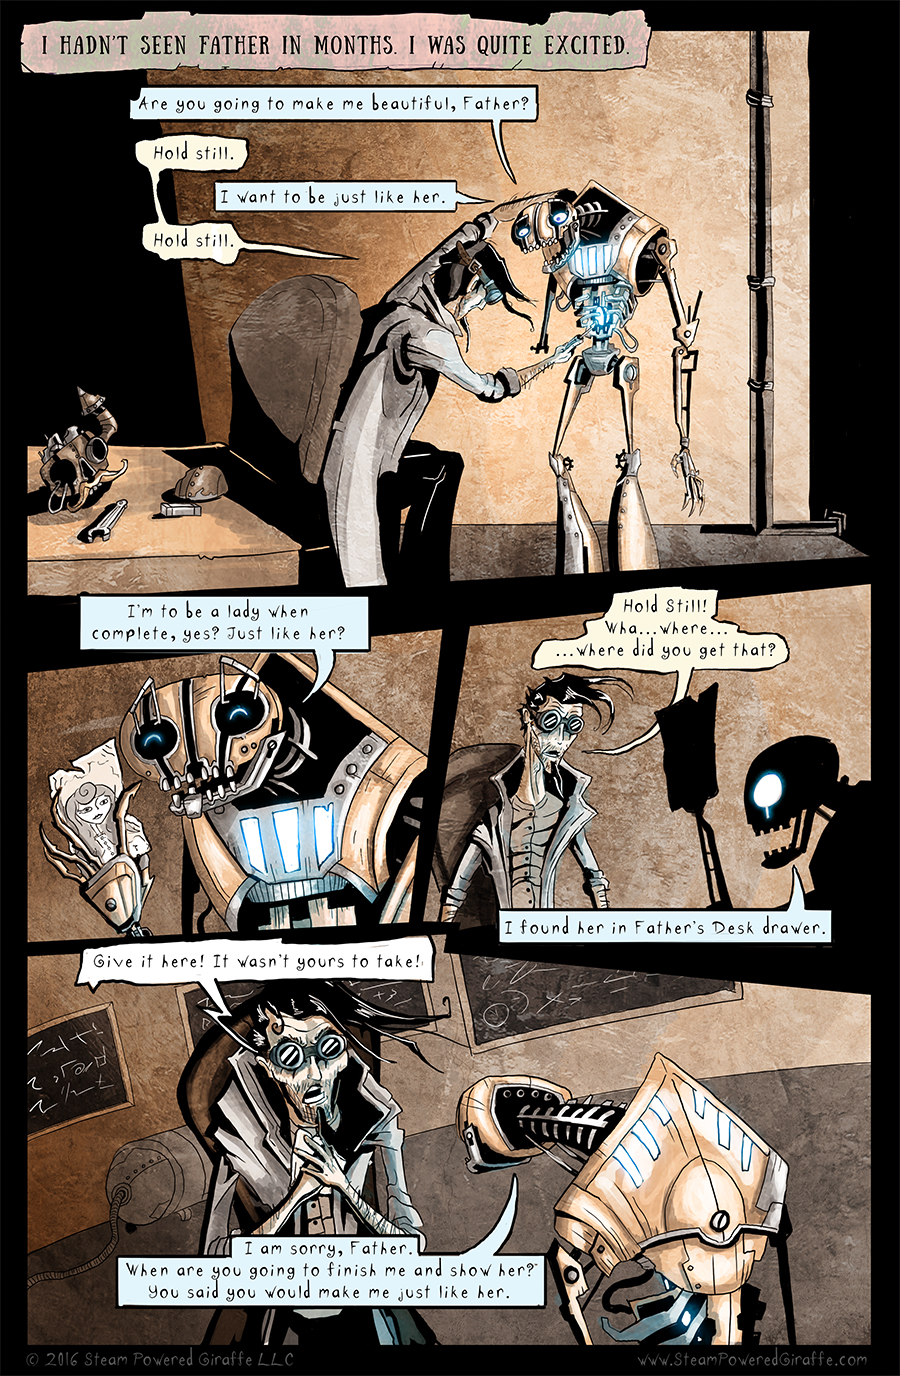 I HADN'T SEEN FATHER IN MONTHS. I WAS QUITE EXCITED.
Are you going to make me beautiful, Father?
Hold still.
I want to be just like her.
Hold still.
I'm to be a lady when
complete, yes? Just like her?
Hold Still!
Wha...where...
...where did you get that?
I found her in Father's Desk drawer.
Give it here! It wasn't yours to take!
I am sorry, Father.
When are you going to finish me and show her?
You said you would make me just like her.
© 2016 Steam Powered Giraffe LLC
www.SteamPoweredGiraffe.com